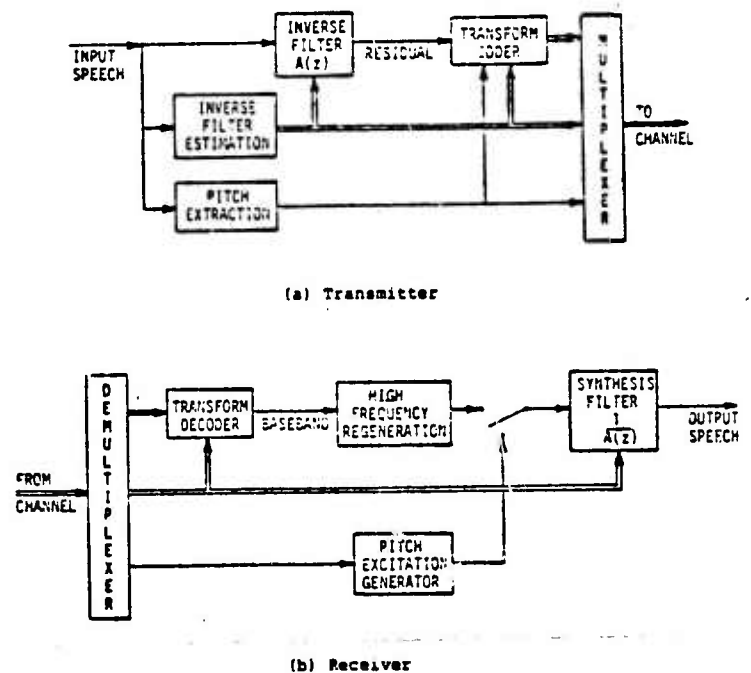 INPUT
SPEECH
INVERSE
FILTER
A(z)
RESIDUAL
TRANSFORM
CODER
INVERSE
FILTER
ESTIMATION
PITCH
EXTRACTION
MULTIPLEXER
TO
CHANNEL
(a) Transmitter
FROM
CHANNEL
DEMULTIPLEXER
TRANSFORM
DECODER
BASEBAND
HIGH
FREQUENCY
REGENERATION
PITCH
EXCITATION
GENERATOR
SYNTHESIS
FILTER
1
A(z)
OUTPUT
SPEECH
(b) Receiver